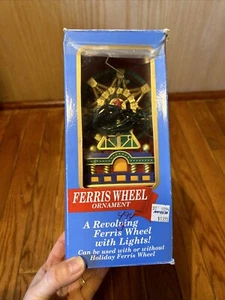 FERRIS WHEEL
ORNAMENT
A Revolving
Ferris Wheel
with Lights!
Can be used with or without
Holiday Ferris Wheel